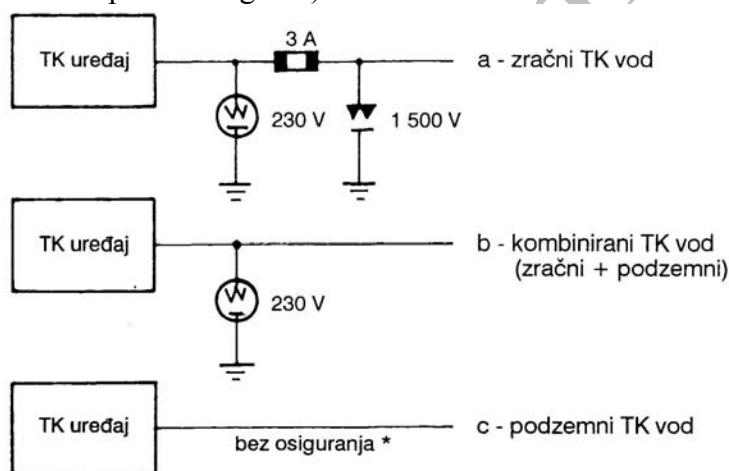 3 A
TK uređaj
a - zračni TK vod
230 V
1 500 V
TK uređaj
b - kombinirani TK vod
(zračni + podzemni)
230 V
TK uređaj
c - podzemni TK vod
bez osiguranja *